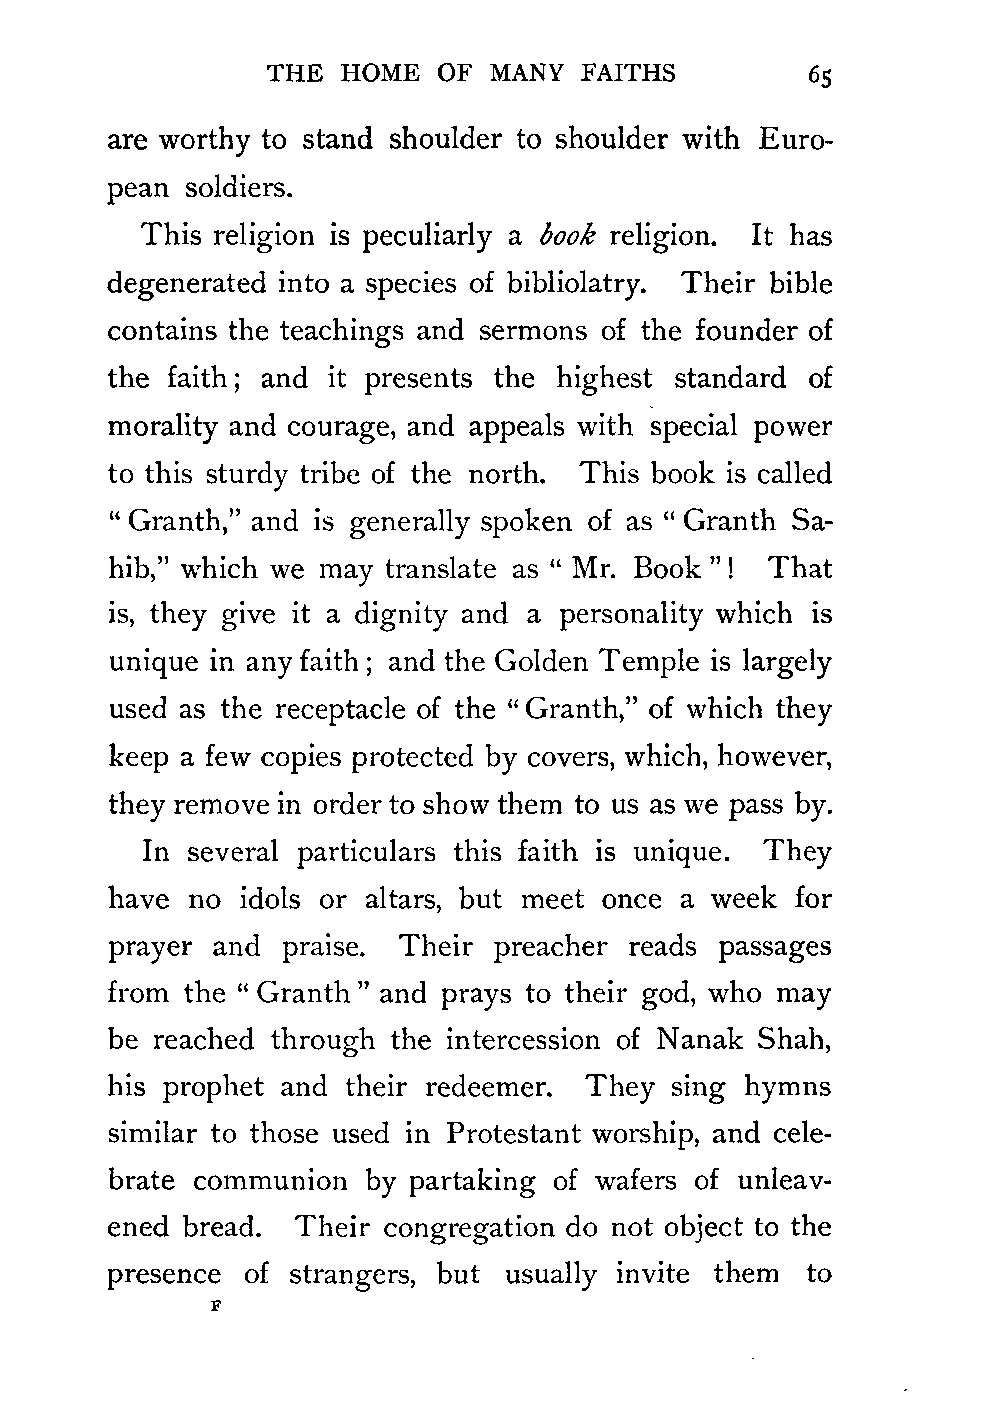 THE HOME OF MANY FAITHS 65
are worthy to stand shoulder to shoulder with Euro-
pean soldiers.
This religion is peculiarly a book religion. It has
degenerated into a species of bibliolatry. Their bible
contains the teachings and sermons of the founder of
the faith; and it presents the highest standard of
morality and courage, and appeals with special power
to this sturdy tribe of the north. This book is called
“Granth,” and is generally spoken of as “Granth Sa-
hib,” which we may translate as “Mr. Book”! That
is, they give it a dignity and a personality which is
unique in any faith; and the Golden Temple is largely
used as the receptacle of the “Granth,” of which they
keep a few copies protected by covers, which, however,
they remove in order to show them to us as we pass by.
In several particulars this faith is unique. They
have no idols or altars, but meet once a week for
prayer and praise. Their preacher reads passages
from the “Granth” and prays to their god, who may
be reached through the intercession of Nanak Shah,
his prophet and their redeemer. They sing hymns
similar to those used in Protestant worship, and cele-
brate communion by partaking of wafers of unleav-
ened bread. Their congregation do not object to the
presence of strangers, but usually invite them to
F